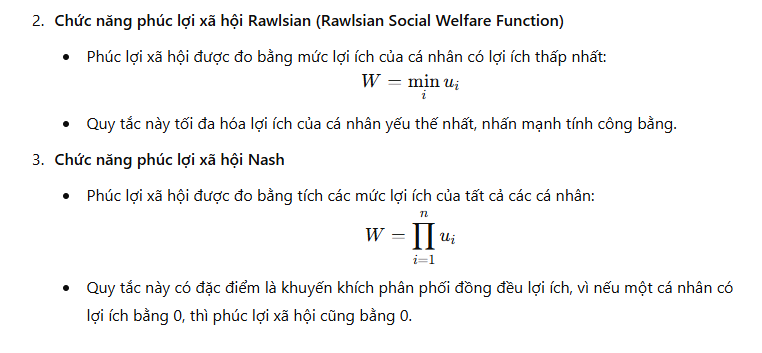 2. Chức năng phúc lợi xã hội Rawlsian (Rawlsian Social Welfare Function)
• Phúc lợi xã hội được đo bằng mức lợi ích của cá nhân có lợi ích thấp nhất:
W = min u_i
i
• Quy tắc này tối đa hóa lợi ích của cá nhân yếu thế nhất, nhấn mạnh tính công bằng.
3. Chức năng phúc lợi xã hội Nash
• Phúc lợi xã hội được đo bằng tích các mức lợi ích của tất cả các cá nhân:
n
W = ∏ u_i
i=1
• Quy tắc này có đặc điểm là khuyến khích phân phối đồng đều lợi ích, vì nếu một cá nhân có
lợi ích bằng 0, thì phúc lợi xã hội cũng bằng 0.